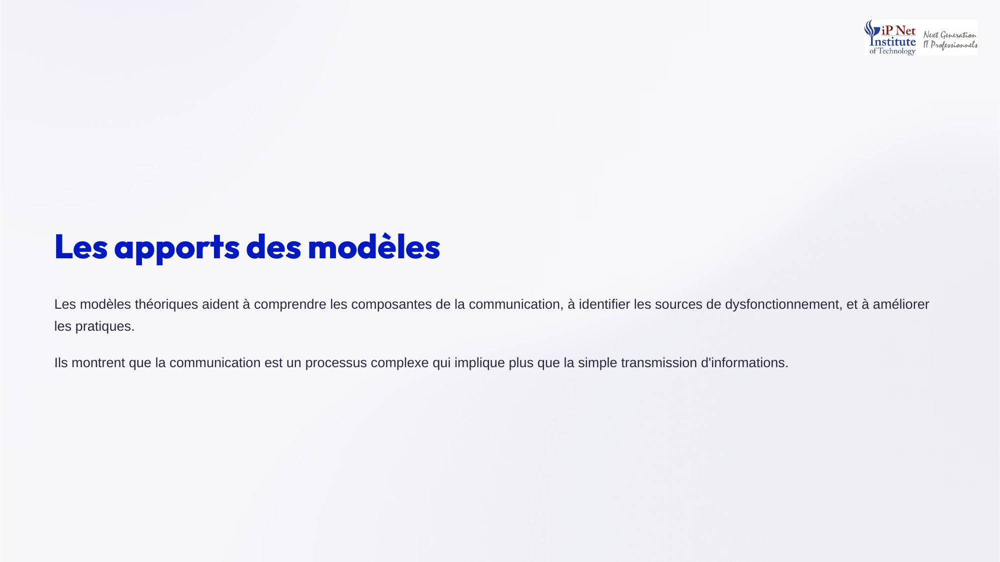 iP Net
Institute
of Technology
Next Generation
IT Professionnels
Les apports des modèles
Les modèles théoriques aident à comprendre les composantes de la communication, à identifier les sources de dysfonctionnement, et à améliorer
les pratiques.
Ils montrent que la communication est un processus complexe qui implique plus que la simple transmission d'informations.